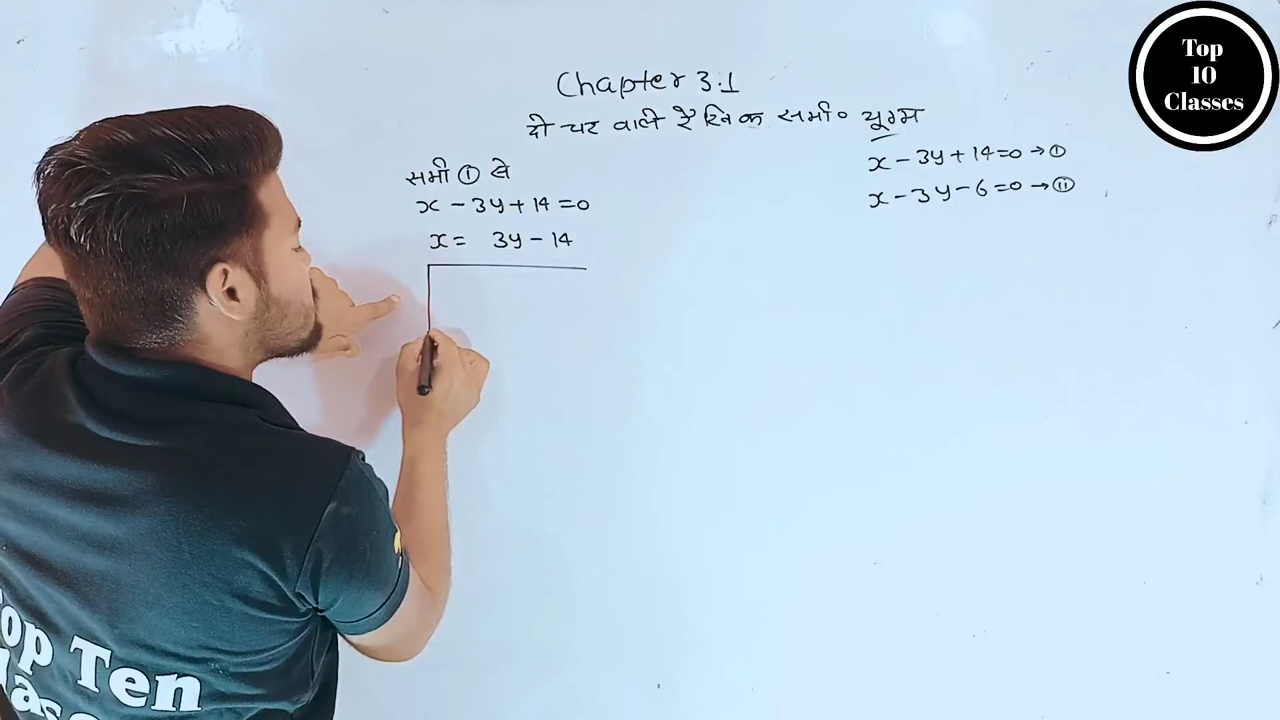 Chapter 3.1
दो चर वाले रैखिक समी० युग्म
x - 3y + 14 = 0 → ①
x - 3y - 6 = 0 → ⑪
समी ① से
x - 3y + 14 = 0
x = 3y - 14
Top
10
Classes
Top Ten